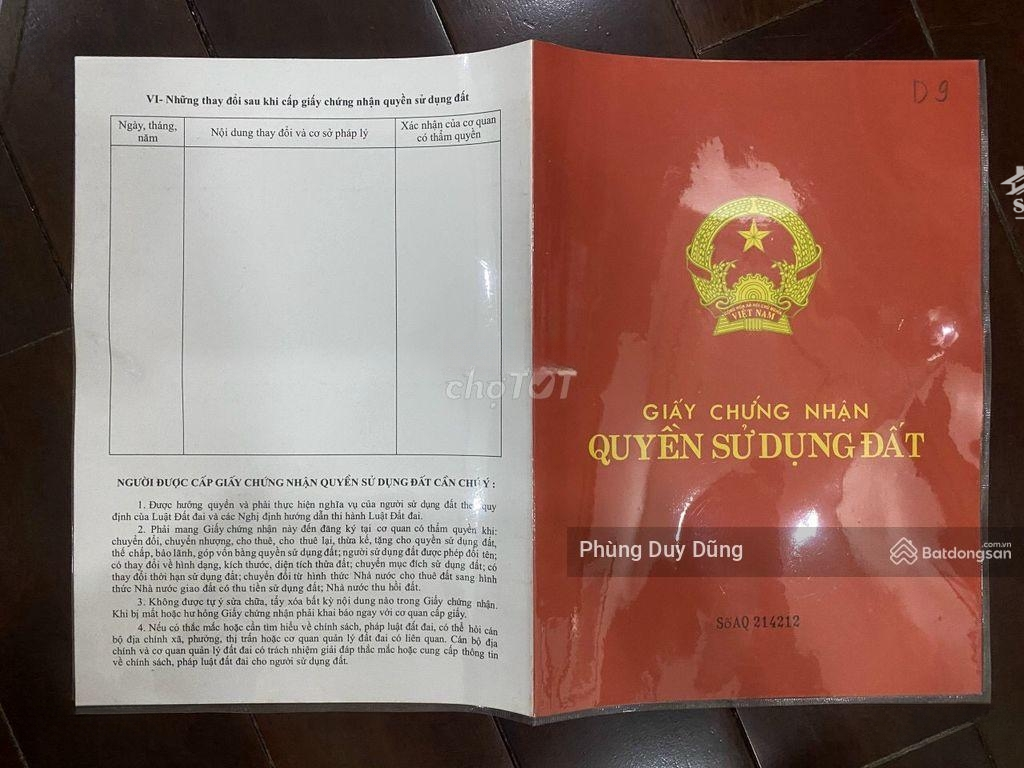 VI- Những thay đổi sau khi cấp giấy chứng nhận quyền sử dụng đất
Ngày, tháng, năm
Nội dung thay đổi và cơ sở pháp lý
Xác nhận của cơ quan có thẩm quyền
NGƯỜI ĐƯỢC CẤP GIẤY CHỨNG NHẬN QUYỀN SỬ DỤNG ĐẤT CẦN CHÚ Ý :
1. Được hưởng quyền và phải thực hiện nghĩa vụ của người sử dụng đất theo quy
định của Luật Đất đai và các Nghị định hướng dẫn thi hành Luật Đất đai.
2. Phải mang Giấy chứng nhận này đến đăng ký tại cơ quan có thẩm quyền khi:
chuyển đổi, chuyển nhượng, cho thuê, cho thuê lại, thừa kế, tặng cho quyền sử dụng đất,
thế chấp, bảo lãnh, góp vốn bằng quyền sử dụng đất; người sử dụng đất được phép đổi tên;
có thay đổi về hình dạng, kích thước, diện tích thửa đất; chuyển mục đích sử dụng đất; có
thay đổi thời hạn sử dụng đất; chuyển đổi từ hình thức Nhà nước cho thuê đất sang hình
thức Nhà nước giao đất có thu tiền sử dụng đất; Nhà nước thu hồi đất.
3. Không được tự ý sửa chữa, tẩy xóa bất kỳ nội dung nào trong Giấy chứng nhận.
Khi bị mất hoặc hư hỏng Giấy chứng nhận phải khai báo ngay với cơ quan cấp giấy.
4. Nếu có thắc mắc hoặc cần tìm hiểu về chính sách, pháp luật đất đai, có thể hỏi cán
bộ địa chính xã, phường, thị trấn hoặc cơ quan quản lý đất đai có liên quan. Cán bộ địa
chính và cơ quan quản lý đất đai có trách nhiệm giải đáp thắc mắc hoặc cung cấp thông tin
về chính sách, pháp luật đất đai cho người sử dụng đất.
chợTỐT
D9
VIỆT NAM
GIẤY CHỨNG NHẬN
QUYỀN SỬ DỤNG ĐẤT
Phùng Duy Dũng
Batdongsan
.com.vn
Số AQ 214212